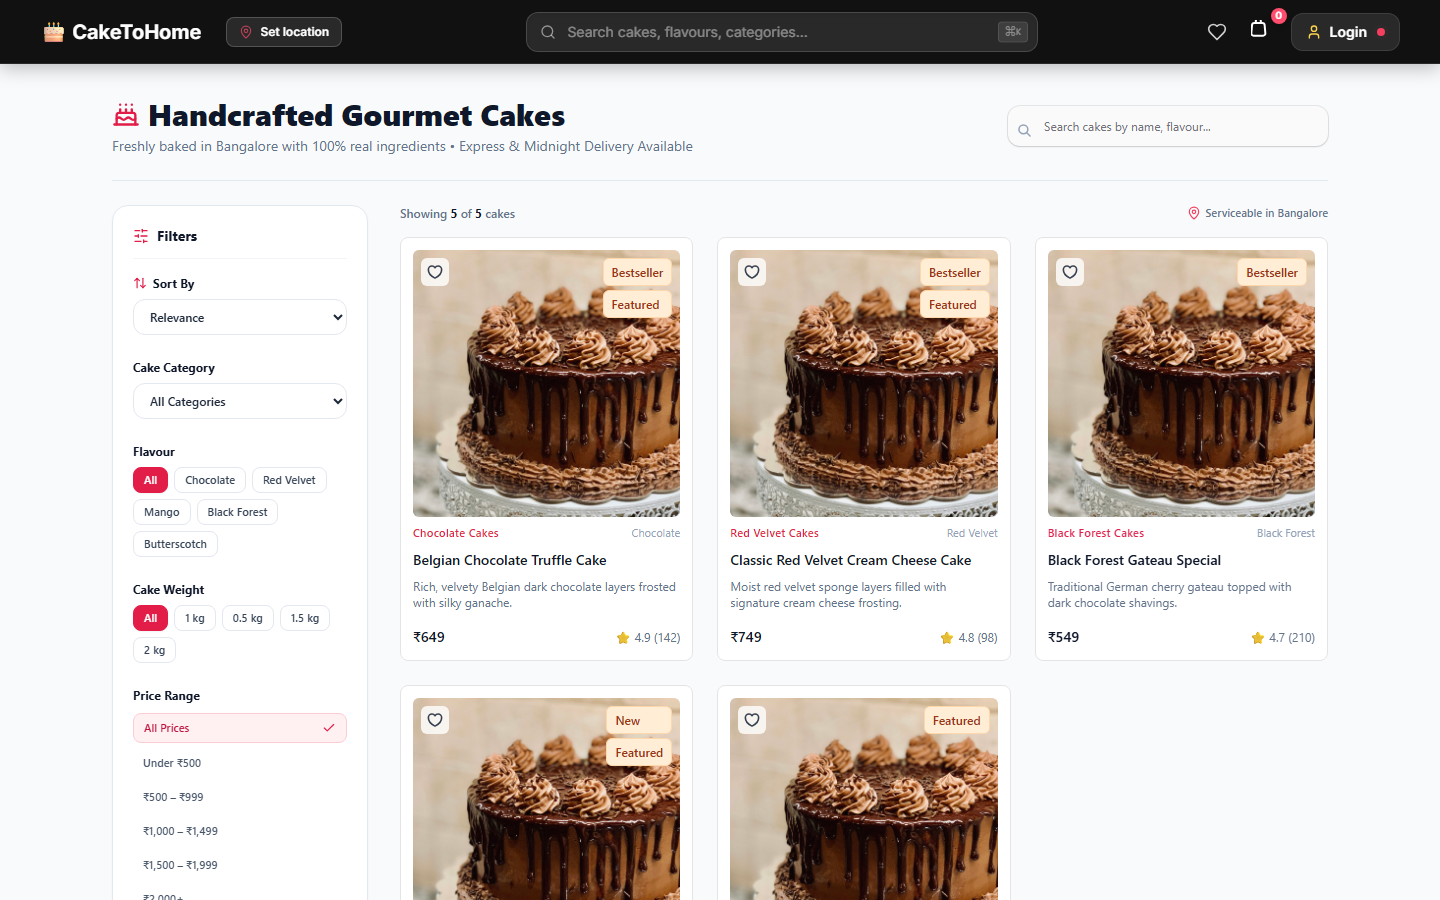 CakeToHome
Set location
Search cakes, flavours, categories...
⌘K
0
Login
Handcrafted Gourmet Cakes
Freshly baked in Bangalore with 100% real ingredients • Express & Midnight Delivery Available
Search cakes by name, flavour...
Filters
Sort By
Relevance
Cake Category
All Categories
Flavour
All Chocolate Red Velvet
Mango Black Forest
Butterscotch
Cake Weight
All 1 kg 0.5 kg 1.5 kg
2 kg
Price Range
All Prices
Under ₹500
₹500 – ₹999
₹1,000 – ₹1,499
₹1,500 – ₹1,999
₹2,000+
Showing 5 of 5 cakes
Serviceable in Bangalore
Bestseller
Featured
Chocolate Cakes Chocolate
Belgian Chocolate Truffle Cake
Rich, velvety Belgian dark chocolate layers frosted
with silky ganache.
₹649 4.9 (142)
Bestseller
Featured
Red Velvet Cakes Red Velvet
Classic Red Velvet Cream Cheese Cake
Moist red velvet sponge layers filled with
signature cream cheese frosting.
₹749 4.8 (98)
Bestseller
Black Forest Cakes Black Forest
Black Forest Gateau Special
Traditional German cherry gateau topped with
dark chocolate shavings.
₹549 4.7 (210)
New
Featured
Featured